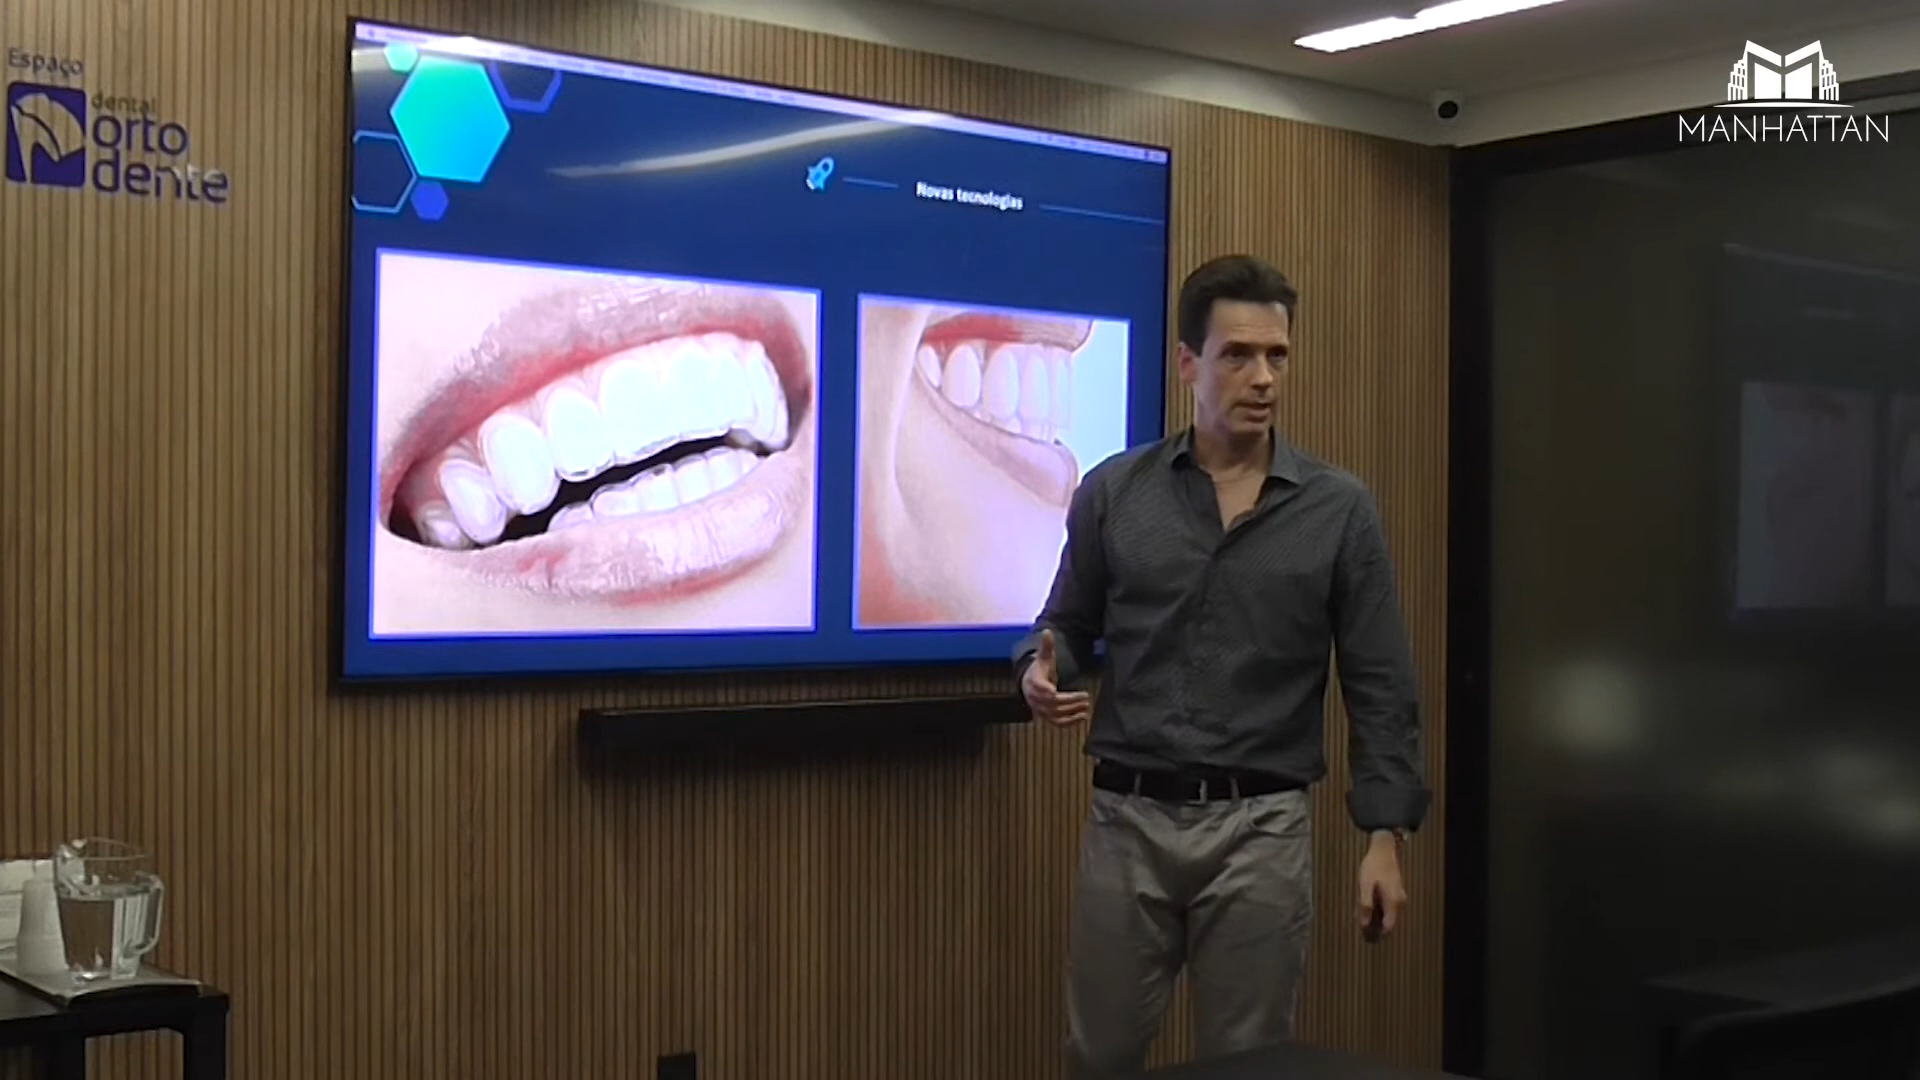 Espaço
dental
orto
dente
Novas tecnologias
MANHATTAN